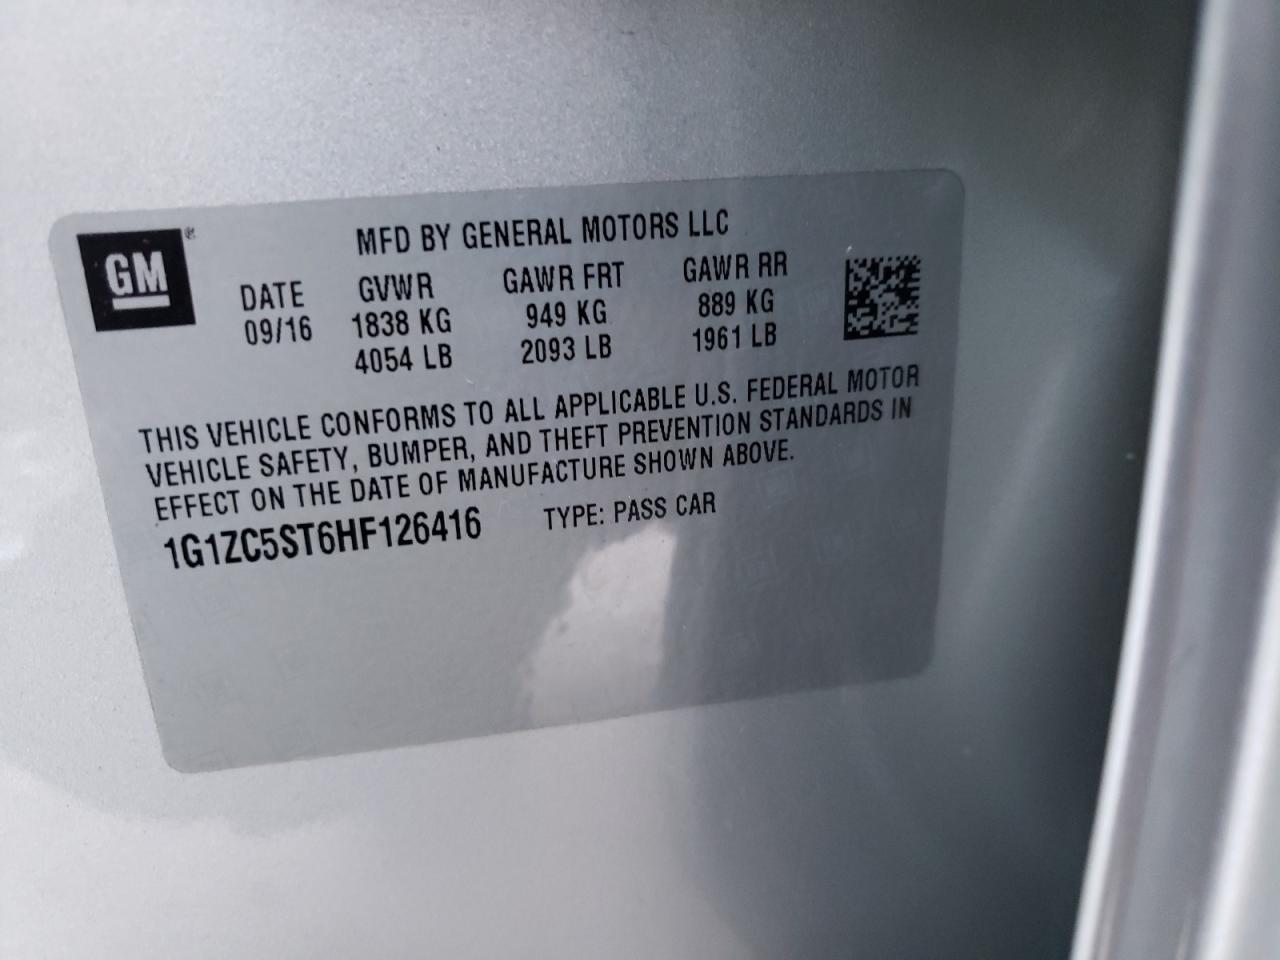 MFD BY GENERAL MOTORS LLC
GM®
DATE GVWR GAWR FRT GAWR RR
09/16 1838 KG 949 KG 889 KG
4054 LB 2093 LB 1961 LB
THIS VEHICLE CONFORMS TO ALL APPLICABLE U.S. FEDERAL MOTOR
VEHICLE SAFETY, BUMPER, AND THEFT PREVENTION STANDARDS IN
EFFECT ON THE DATE OF MANUFACTURE SHOWN ABOVE.
1G1ZC5ST6HF126416 TYPE: PASS CAR